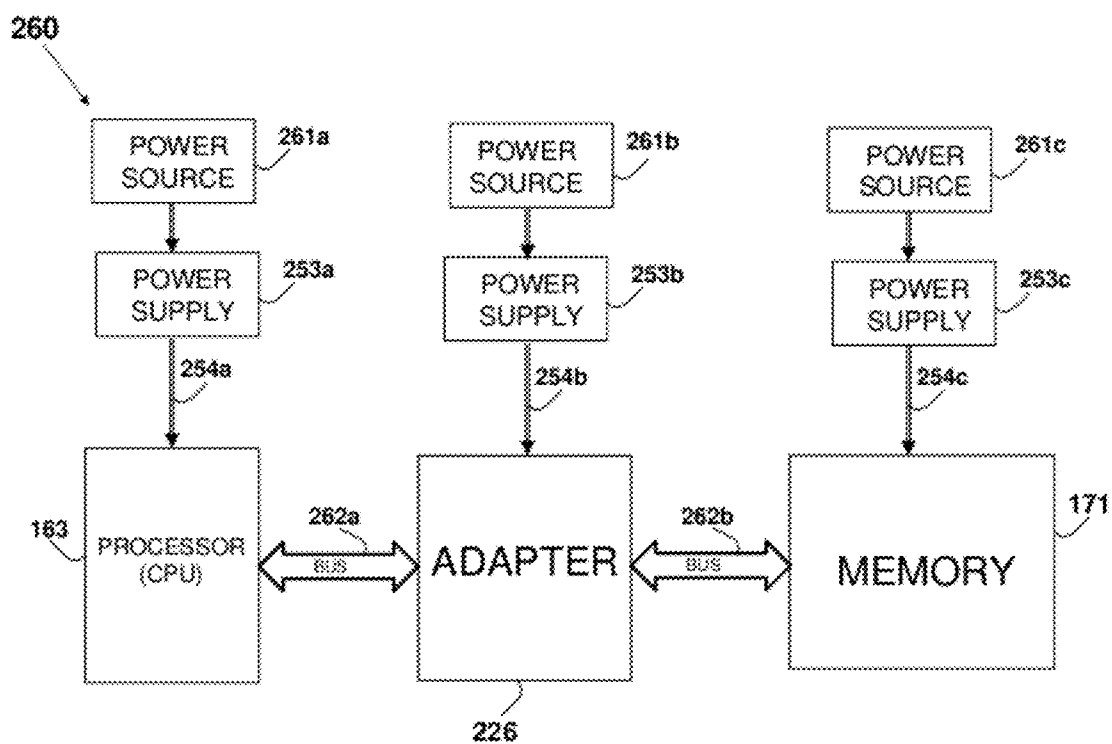 260
POWER
SOURCE
261a
POWER
SOURCE
261b
POWER
SOURCE
261c
POWER
SUPPLY
253a
POWER
SUPPLY
253b
POWER
SUPPLY
253c
254a
254b
254c
163
PROCESSOR
(CPU)
262a
BUS
ADAPTER
262b
BUS
MEMORY
171
226